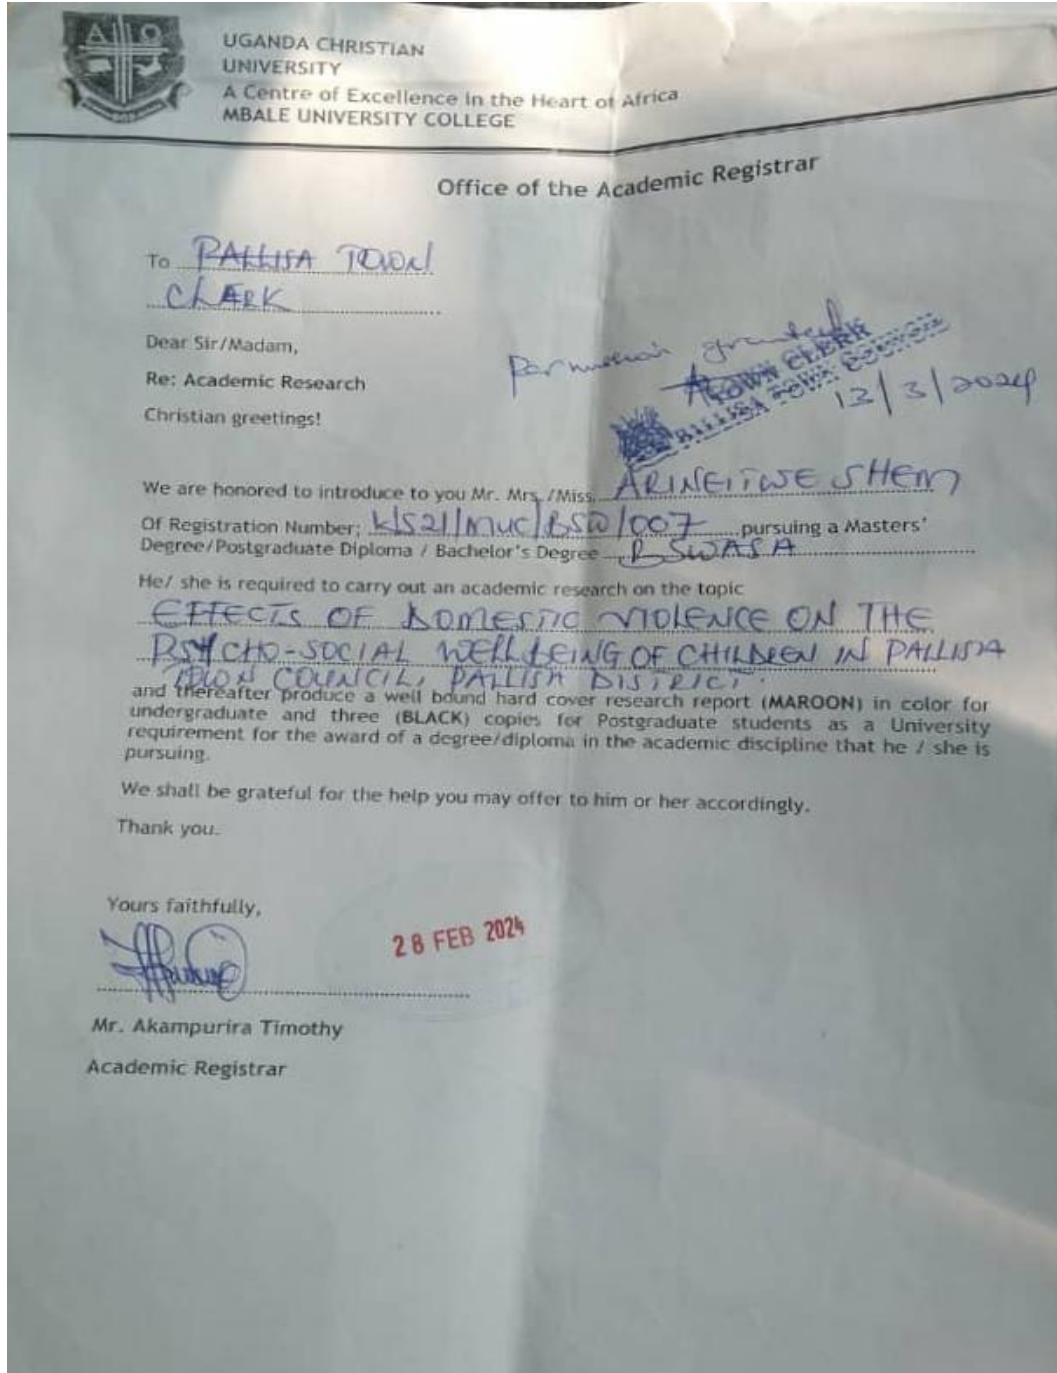 UGANDA CHRISTIAN
UNIVERSITY
A Centre of Excellence in the Heart of Africa
MBALE UNIVERSITY COLLEGE
Office of the Academic Registrar
To PALLISA TOWN
CLERK
Dear Sir/Madam,
Re: Academic Research
Christian greetings!
Permission granted
TOWN CLERK
PALLISA TOWN COUNCIL
13/3/2024
We are honored to introduce to you Mr. Mrs./Miss. ARINEITWE SHEM
Of Registration Number; KIS21/MUC/BSW/007 pursuing a Masters'
Degree/Postgraduate Diploma / Bachelor's Degree BSWASA
He/ she is required to carry out an academic research on the topic
EFFECTS OF DOMESTIC VIOLENCE ON THE
PSYCHO-SOCIAL WELLBEING OF CHILDREN IN PALLISA
TOWN COUNCIL, PALLISA DISTRICT.
and thereafter produce a well bound hard cover research report (MAROON) in color for
undergraduate and three (BLACK) copies for Postgraduate students as a University
requirement for the award of a degree/diploma in the academic discipline that he / she is
pursuing.
We shall be grateful for the help you may offer to him or her accordingly.
Thank you.
Yours faithfully,
28 FEB 2024
Mr. Akampurira Timothy
Academic Registrar